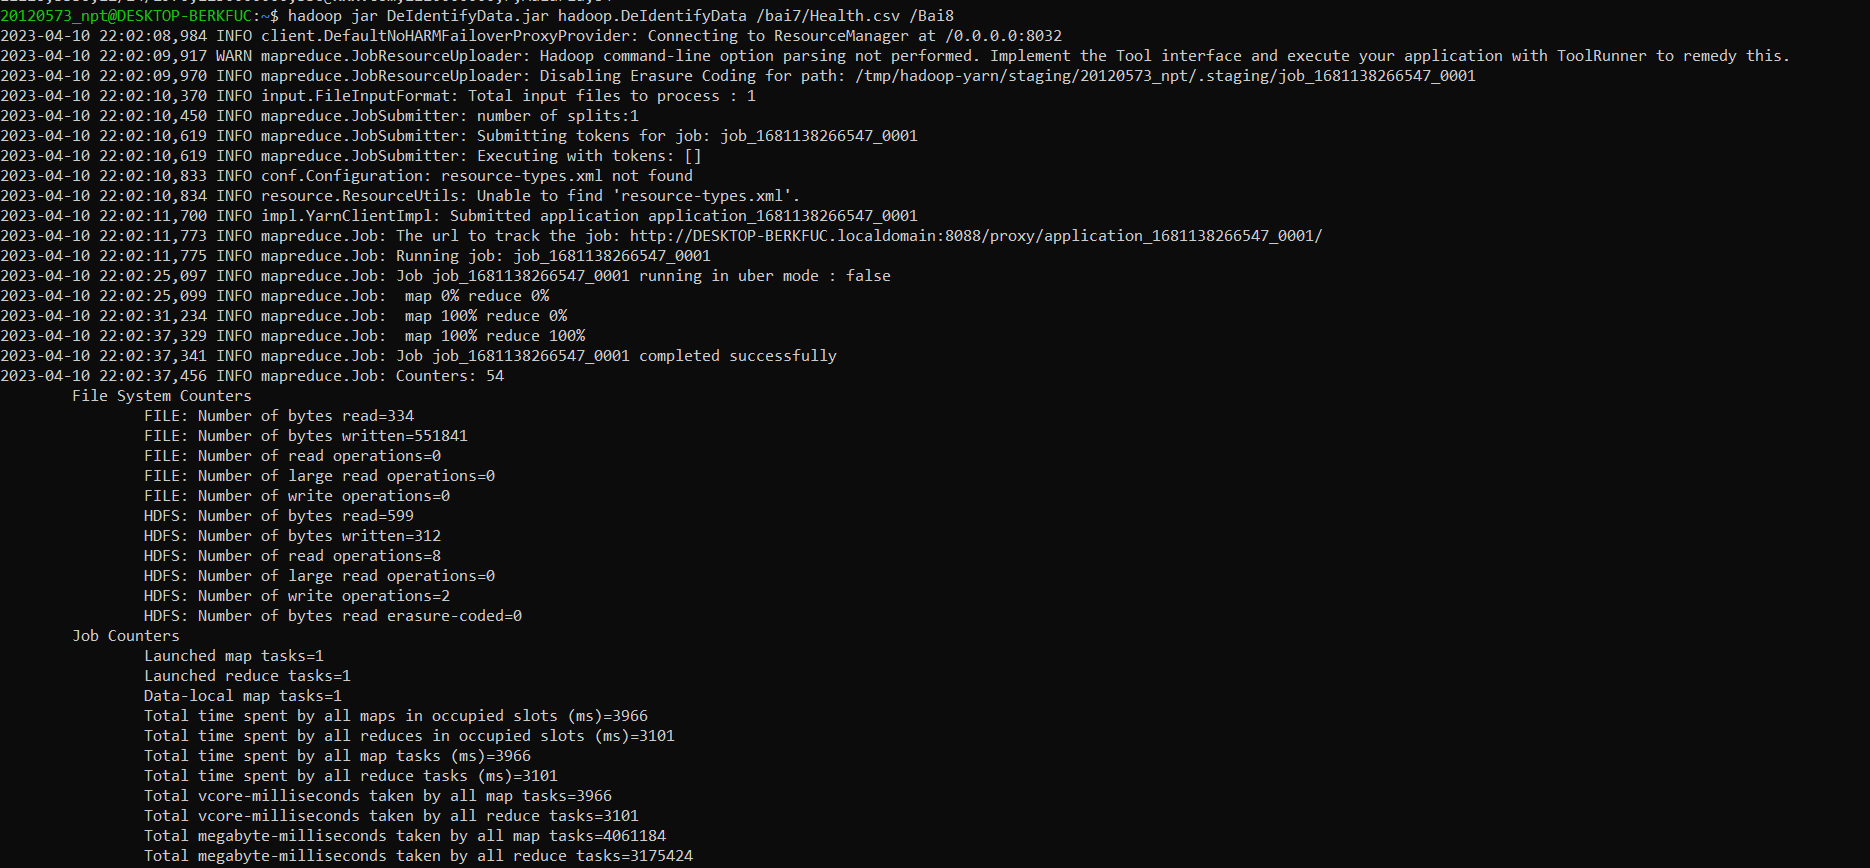 20120573_npt@DESKTOP-BERKFUC:~$ hadoop jar DeIdentifyData.jar hadoop.DeIdentifyData /bai7/Health.csv /Bai8
2023-04-10 22:02:08,984 INFO client.DefaultNoHARMFailoverProxyProvider: Connecting to ResourceManager at /0.0.0.0:8032
2023-04-10 22:02:09,917 WARN mapreduce.JobResourceUploader: Hadoop command-line option parsing not performed. Implement the Tool interface and execute your application with ToolRunner to remedy this.
2023-04-10 22:02:09,970 INFO mapreduce.JobResourceUploader: Disabling Erasure Coding for path: /tmp/hadoop-yarn/staging/20120573_npt/.staging/job_1681138266547_0001
2023-04-10 22:02:10,370 INFO input.FileInputFormat: Total input files to process : 1
2023-04-10 22:02:10,450 INFO mapreduce.JobSubmitter: number of splits:1
2023-04-10 22:02:10,619 INFO mapreduce.JobSubmitter: Submitting tokens for job: job_1681138266547_0001
2023-04-10 22:02:10,619 INFO mapreduce.JobSubmitter: Executing with tokens: []
2023-04-10 22:02:10,833 INFO conf.Configuration: resource-types.xml not found
2023-04-10 22:02:10,834 INFO resource.ResourceUtils: Unable to find 'resource-types.xml'.
2023-04-10 22:02:11,700 INFO impl.YarnClientImpl: Submitted application application_1681138266547_0001
2023-04-10 22:02:11,773 INFO mapreduce.Job: The url to track the job: http://DESKTOP-BERKFUC.localdomain:8088/proxy/application_1681138266547_0001/
2023-04-10 22:02:11,775 INFO mapreduce.Job: Running job: job_1681138266547_0001
2023-04-10 22:02:25,097 INFO mapreduce.Job: Job job_1681138266547_0001 running in uber mode : false
2023-04-10 22:02:25,099 INFO mapreduce.Job:  map 0% reduce 0%
2023-04-10 22:02:31,234 INFO mapreduce.Job:  map 100% reduce 0%
2023-04-10 22:02:37,329 INFO mapreduce.Job:  map 100% reduce 100%
2023-04-10 22:02:37,341 INFO mapreduce.Job: Job job_1681138266547_0001 completed successfully
2023-04-10 22:02:37,456 INFO mapreduce.Job: Counters: 54
File System Counters
FILE: Number of bytes read=334
FILE: Number of bytes written=551841
FILE: Number of read operations=0
FILE: Number of large read operations=0
FILE: Number of write operations=0
HDFS: Number of bytes read=599
HDFS: Number of bytes written=312
HDFS: Number of read operations=8
HDFS: Number of large read operations=0
HDFS: Number of write operations=2
HDFS: Number of bytes read erasure-coded=0
Job Counters
Launched map tasks=1
Launched reduce tasks=1
Data-local map tasks=1
Total time spent by all maps in occupied slots (ms)=3966
Total time spent by all reduces in occupied slots (ms)=3101
Total time spent by all map tasks (ms)=3966
Total time spent by all reduce tasks (ms)=3101
Total vcore-milliseconds taken by all map tasks=3966
Total vcore-milliseconds taken by all reduce tasks=3101
Total megabyte-milliseconds taken by all map tasks=4061184
Total megabyte-milliseconds taken by all reduce tasks=3175424